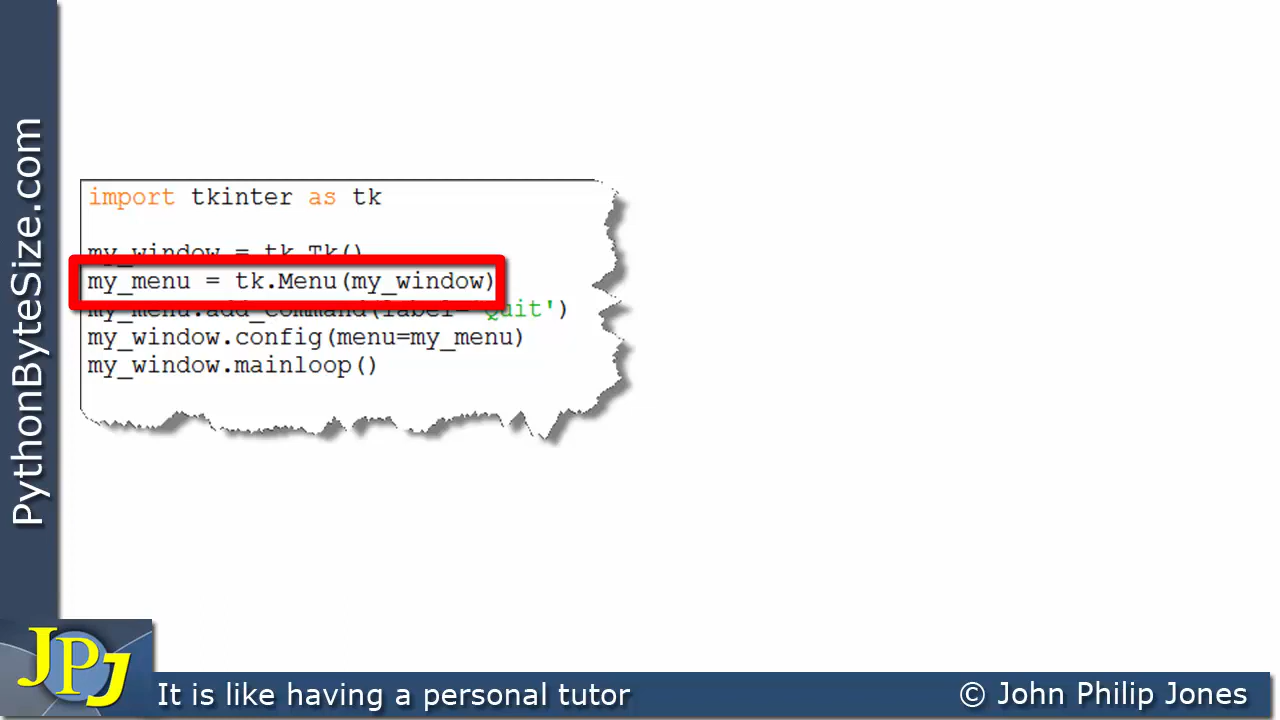 PythonByteSize.com
import tkinter as tk
my_window = tk.Tk()
my_menu = tk.Menu(my_window)
my_menu.add_command(label='Quit')
my_window.config(menu=my_menu)
my_window.mainloop()
JPJ
It is like having a personal tutor
© John Philip Jones